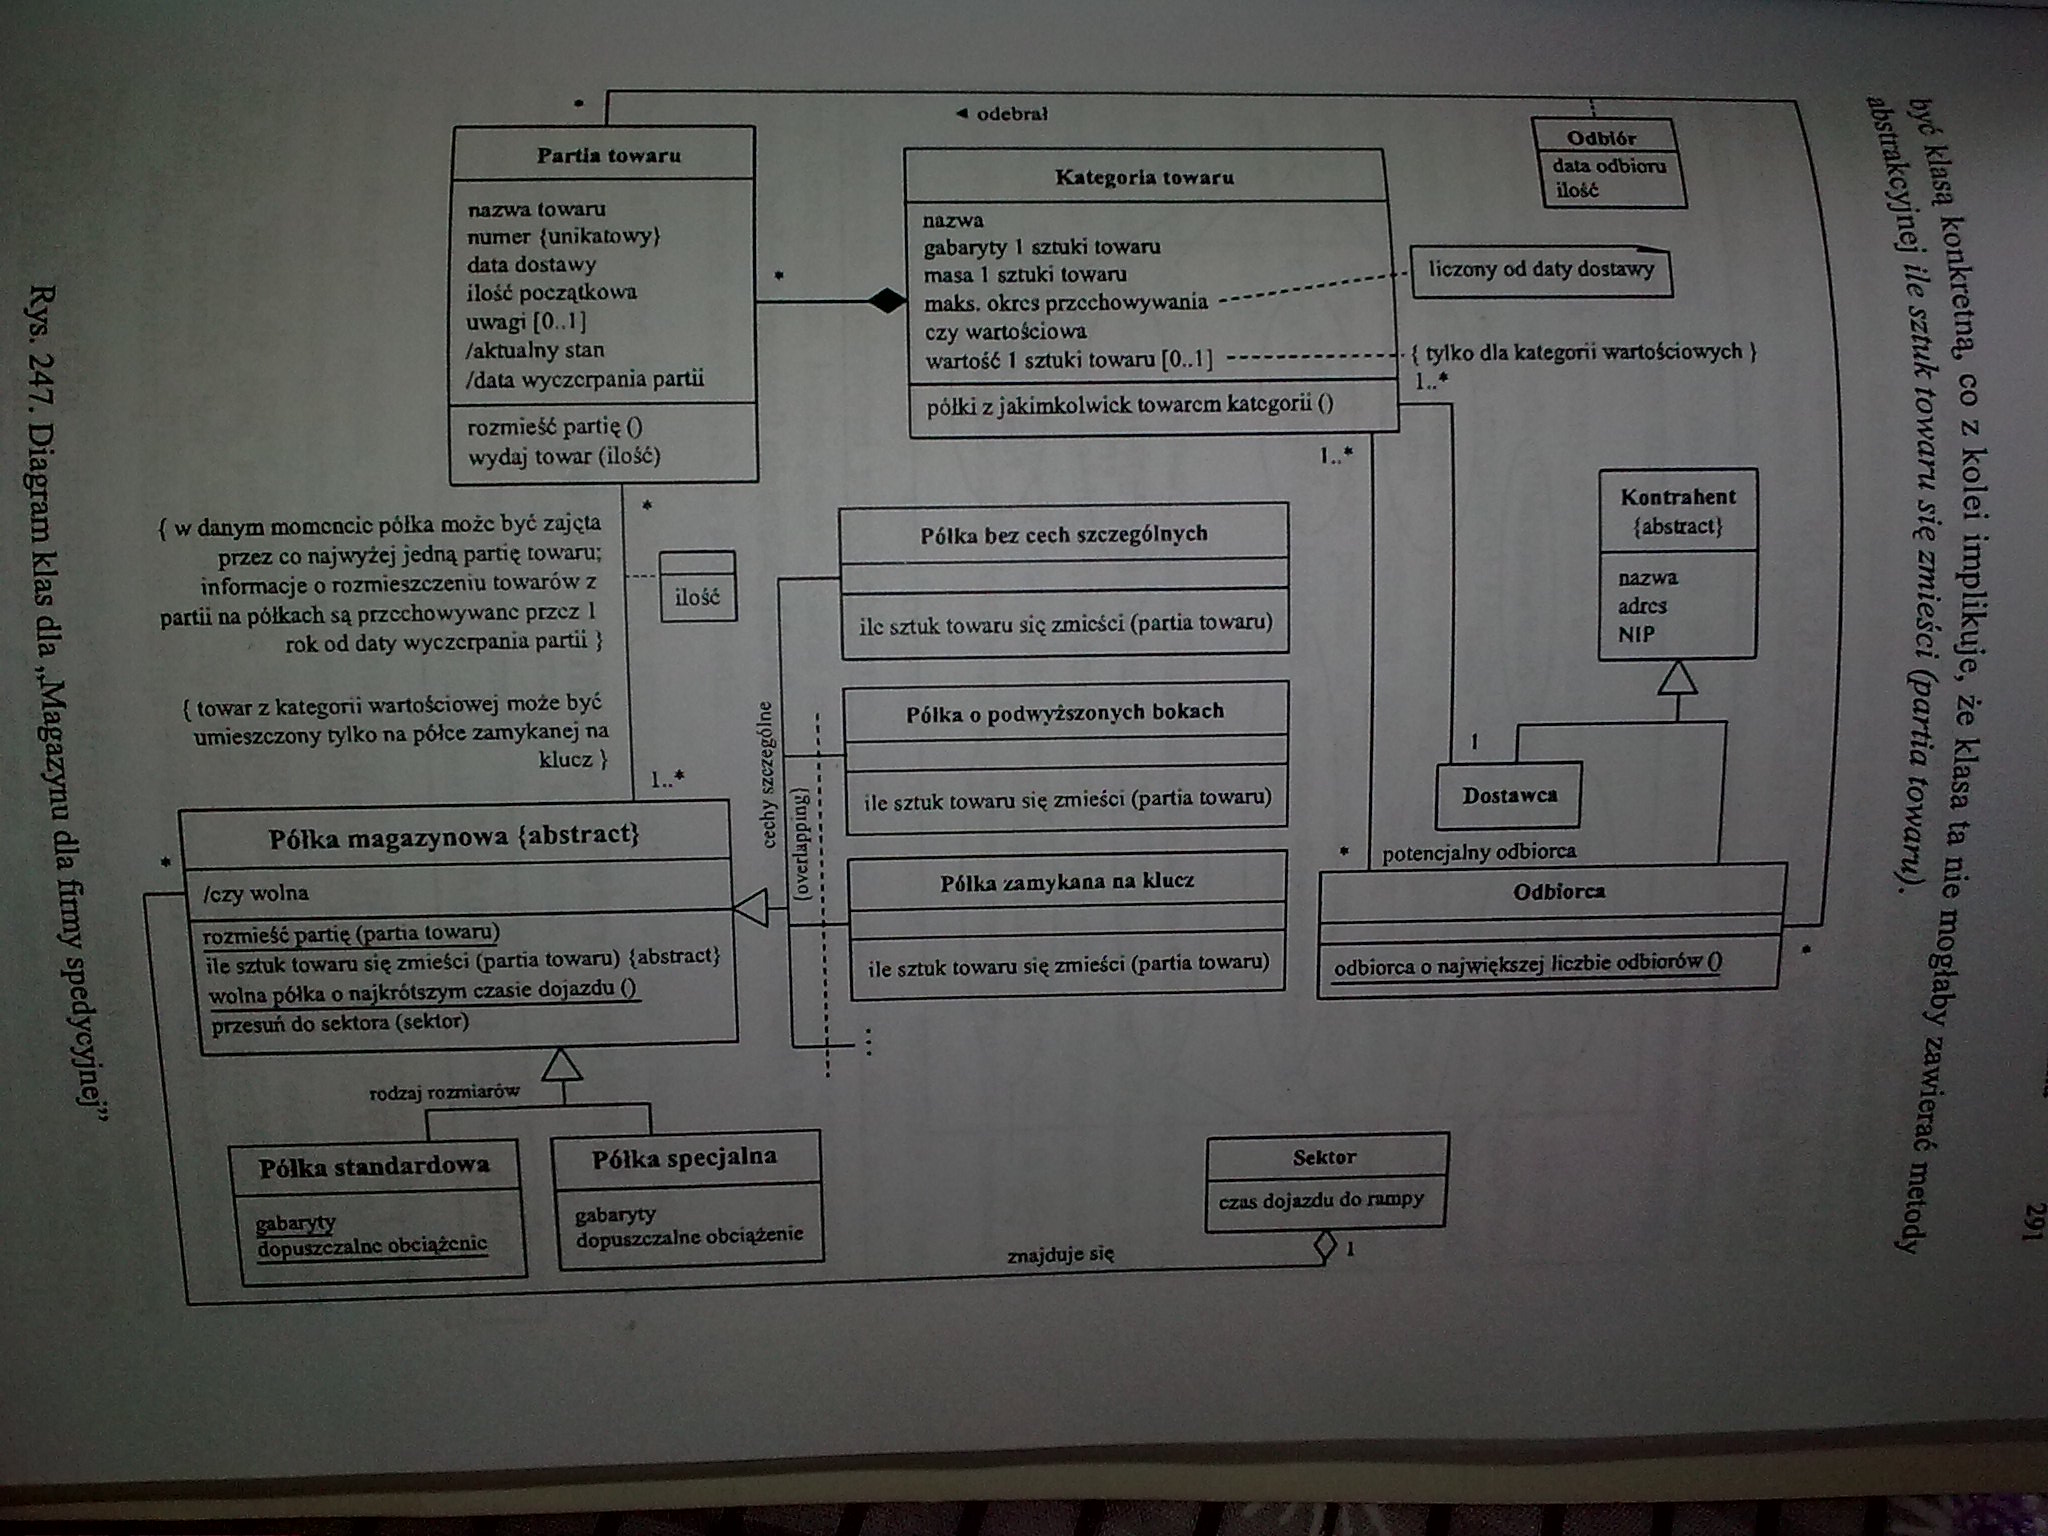 291
być klasą konkretną, co z kolei implikuje, że klasa ta nie mogłaby zawierać metody
abstrakcyjnej ile sztuk towaru się zmieści (partia towaru).
◄ odebrał
*
Odbiór
data odbioru
ilość
Partia towaru
nazwa towaru
numer {unikatowy}
data dostawy
ilość początkowa
uwagi [0..1]
/aktualny stan
/data wyczerpania partii
rozmieść partię ()
wydaj towar (ilość)
*
Kategoria towaru
nazwa
gabaryty 1 sztuki towaru
masa 1 sztuki towaru
maks. okres przechowywania
czy wartościowa
wartość 1 sztuki towaru [0..1]
półki z jakimkolwiek towarem kategorii ()
liczony od daty dostawy
{ tylko dla kategorii wartościowych }
1..*
1..*
Kontrahent
{abstract}
nazwa
adres
NIP
*
{ w danym momencie półka może być zajęta
przez co najwyżej jedną partię towaru;
informacje o rozmieszczeniu towarów z
partii na półkach są przechowywane przez 1
rok od daty wyczerpania partii }
ilość
{ towar z kategorii wartościowej może być
umieszczony tylko na półce zamykanej na
klucz }
1..*
Półka bez cech szczególnych
ile sztuk towaru się zmieści (partia towaru)
Półka o podwyższonych bokach
ile sztuk towaru się zmieści (partia towaru)
Półka zamykana na klucz
ile sztuk towaru się zmieści (partia towaru)
...
cechy szczególne
{overlapping}
1
Dostawca
*
potencjalny odbiorca
Odbiorca
odbiorca o największej liczbie odbiorów ()
*
*
Półka magazynowa {abstract}
/czy wolna
rozmieść partię (partia towaru)
ile sztuk towaru się zmieści (partia towaru) {abstract}
wolna półka o najkrótszym czasie dojazdu ()
przesuń do sektora (sektor)
rodzaj rozmiarów
Półka standardowa
gabaryty
dopuszczalne obciążenie
Półka specjalna
gabaryty
dopuszczalne obciążenie
Sektor
czas dojazdu do rampy
znajduje się
1
Rys. 247. Diagram klas dla „Magazynu dla firmy spedycyjnej”